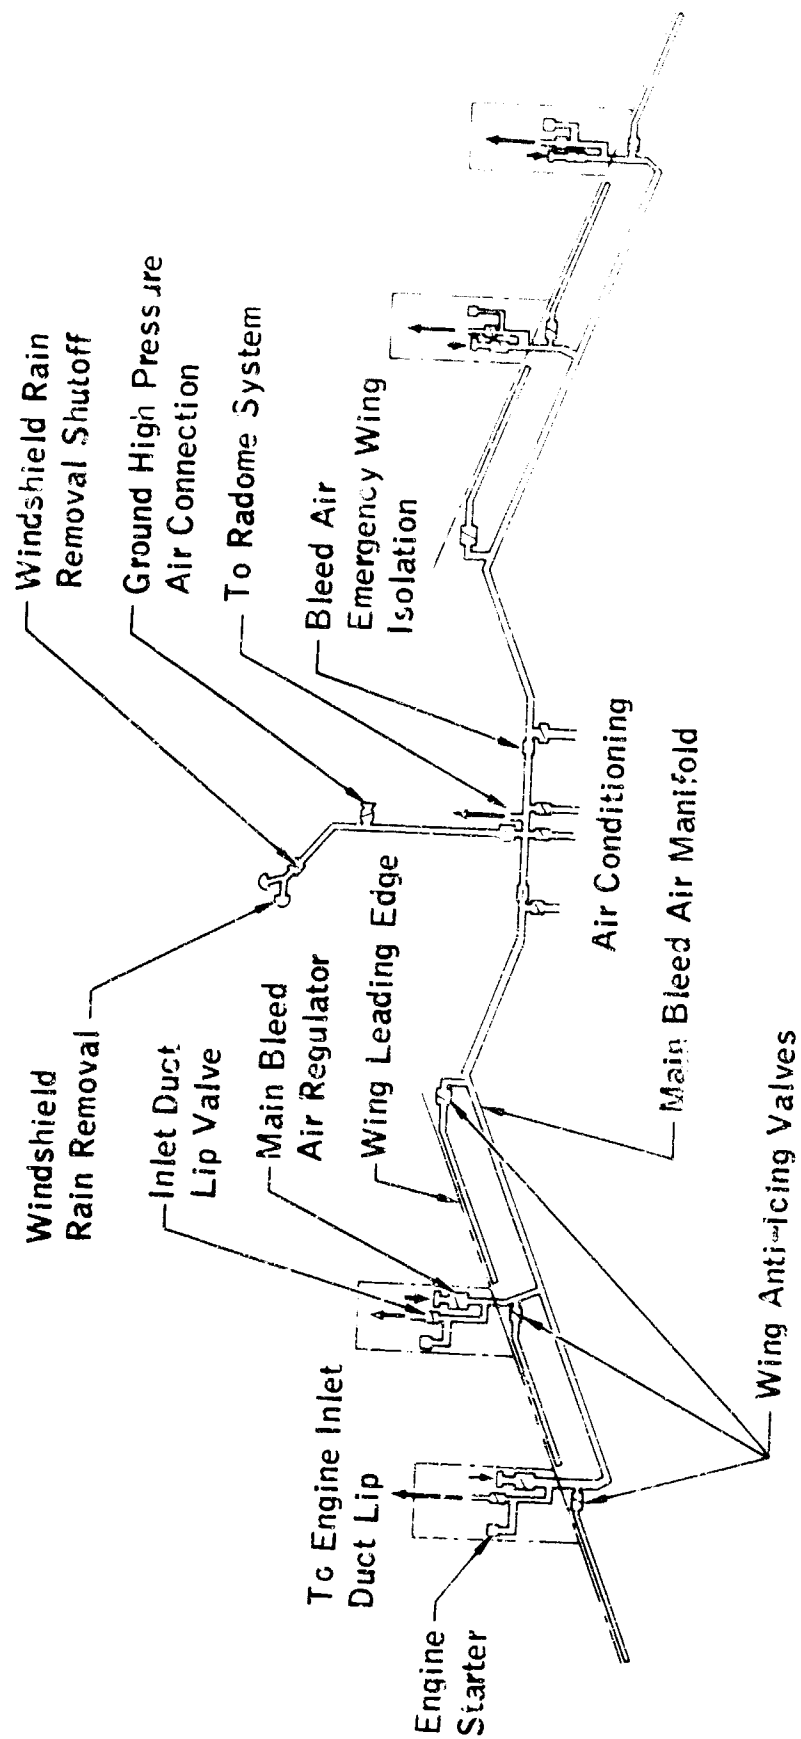 Windshield Rain
Removal Shutoff
Ground High Pressure
Air Connection
To Radome System
Bleed Air
Emergency Wing
Isolation
Windshield
Rain Removal
Inlet Duct
Lip Valve
Main Bleed
Air Regulator
Wing Leading Edge
Air Conditioning
Main Bleed Air Manifold
To Engine Inlet
Duct Lip
Engine
Starter
Wing Anti-icing Valves